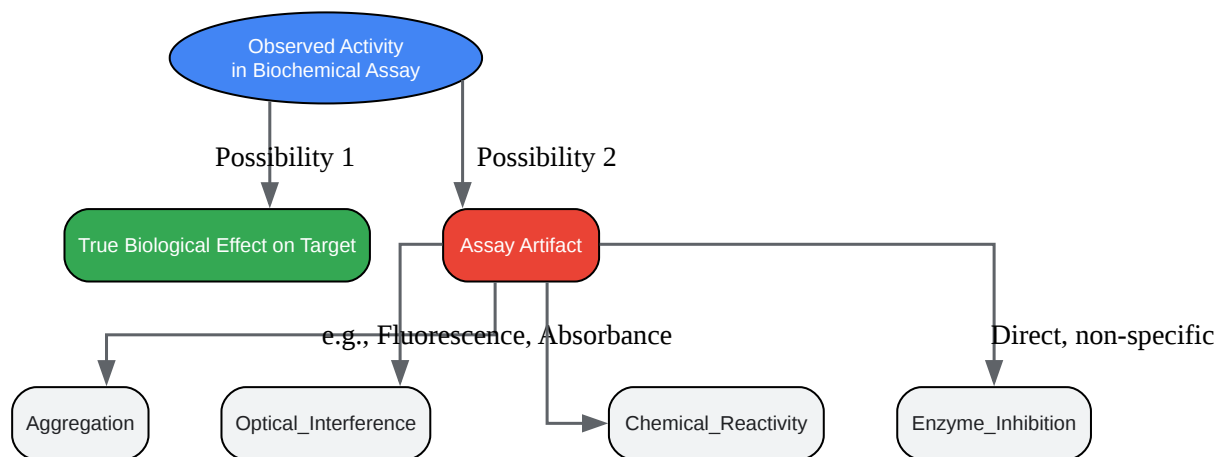 Observed Activity
in Biochemical Assay
Possibility 1
Possibility 2
True Biological Effect on Target
Assay Artifact
e.g., Fluorescence, Absorbance
Direct, non-specific
Aggregation
Optical_Interference
Chemical_Reactivity
Enzyme_Inhibition